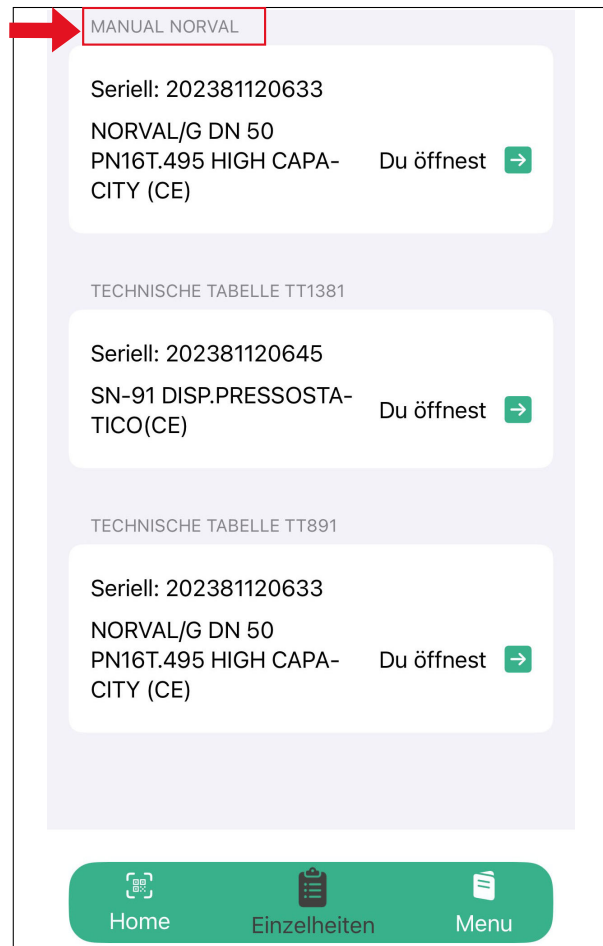 MANUAL NORVAL
Seriell: 202381120633
NORVAL/G DN 50
PN16T.495 HIGH CAPA-
CITY (CE)
Du öffnest
TECHNISCHE TABELLE TT1381
Seriell: 202381120645
SN-91 DISP.PRESSOSTA-
TICO(CE)
Du öffnest
TECHNISCHE TABELLE TT891
Seriell: 202381120633
NORVAL/G DN 50
PN16T.495 HIGH CAPA-
CITY (CE)
Du öffnest
Home
Einzelheiten
Menu